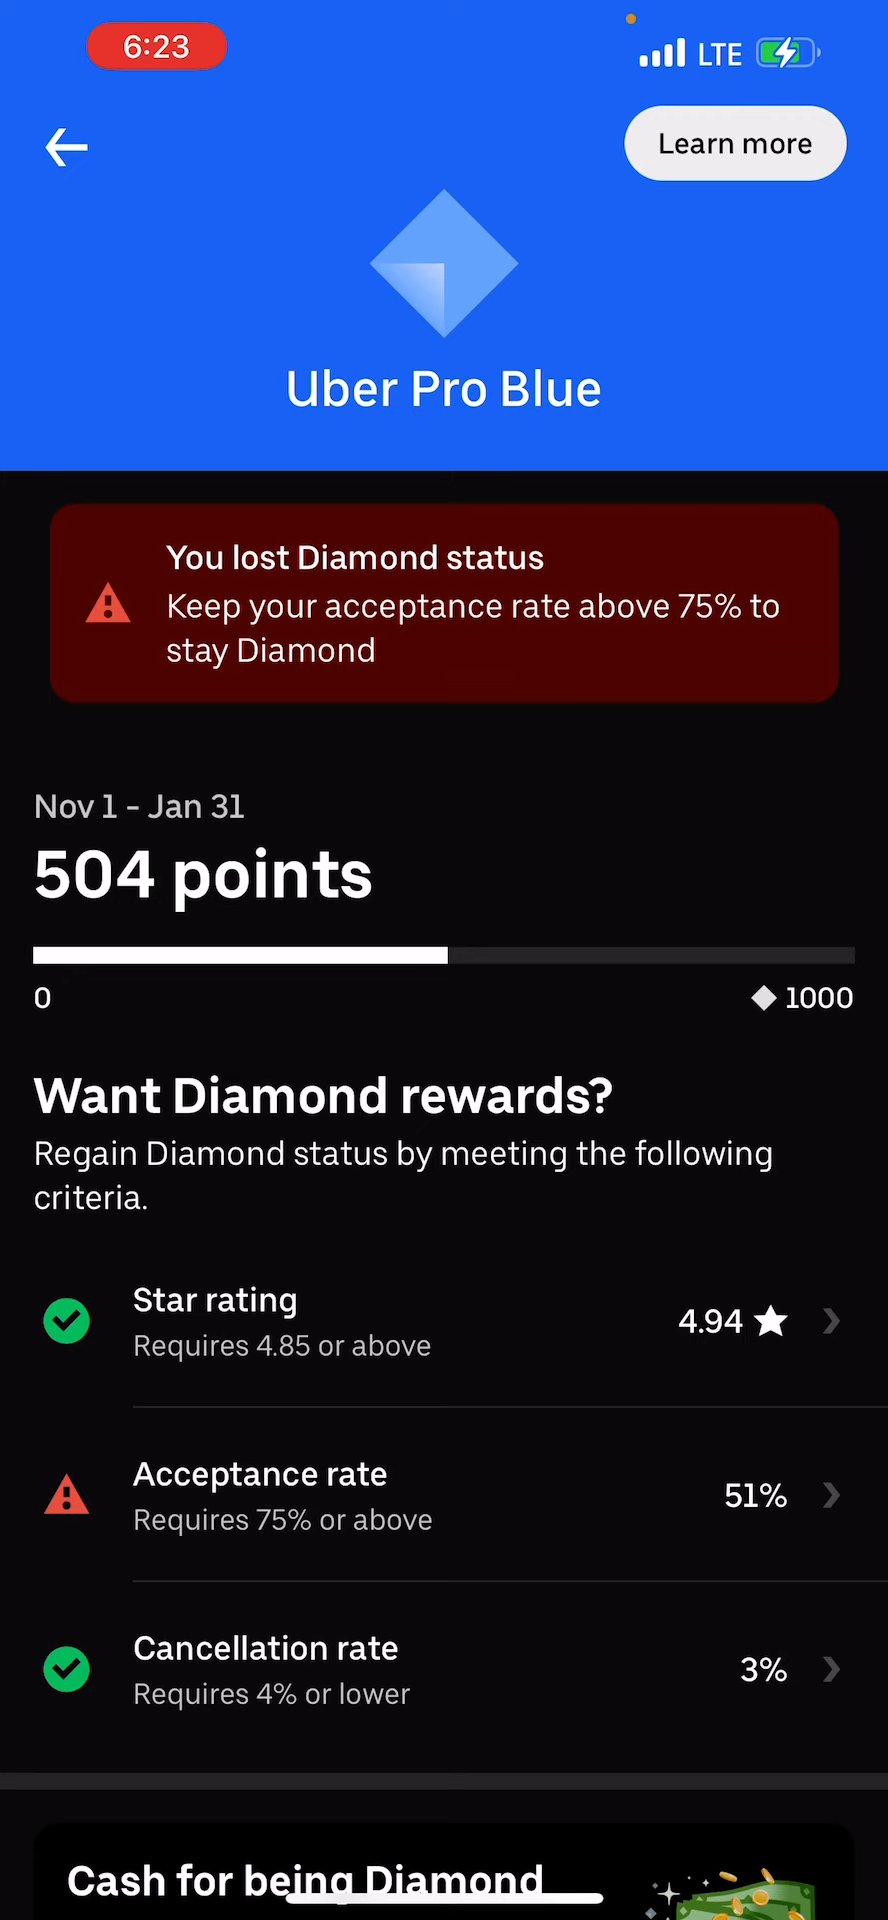 6:23
LTE
Learn more
Uber Pro Blue
You lost Diamond status
Keep your acceptance rate above 75% to
stay Diamond
Nov 1 - Jan 31
504 points
0
1000
Want Diamond rewards?
Regain Diamond status by meeting the following
criteria.
Star rating
Requires 4.85 or above
4.94
Acceptance rate
Requires 75% or above
51%
Cancellation rate
Requires 4% or lower
3%
Cash for being Diamond